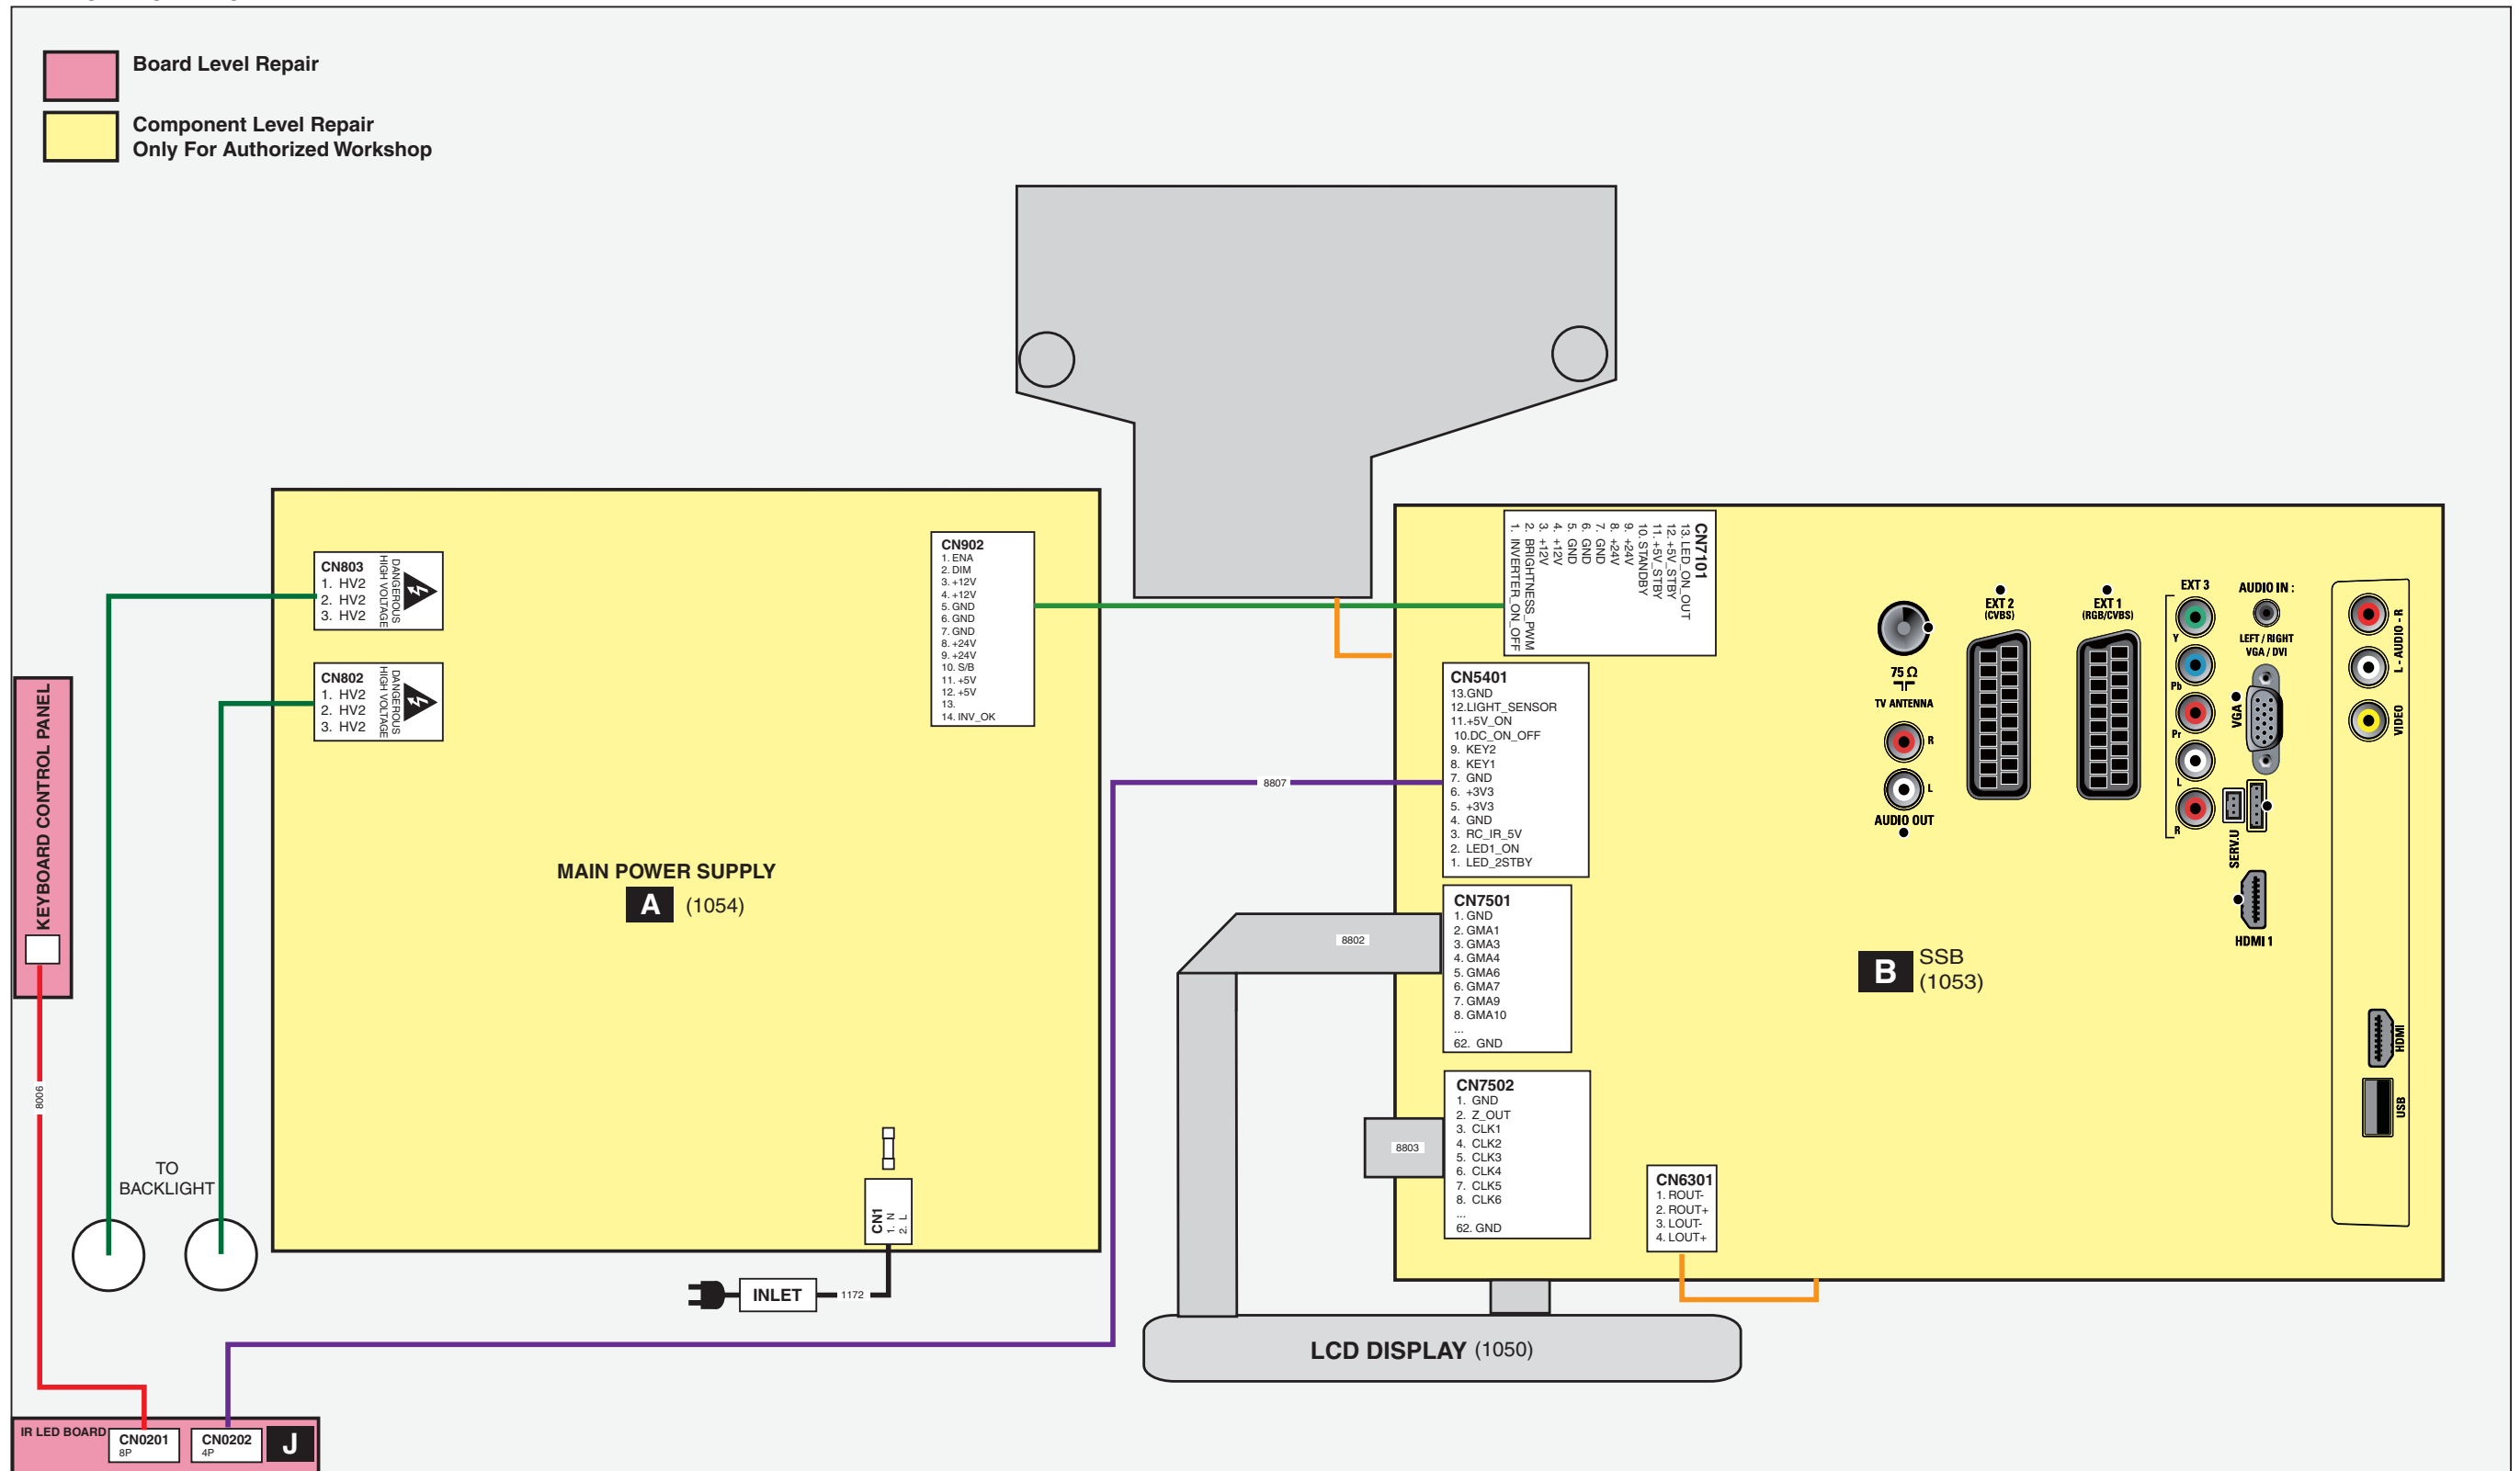 Board Level Repair
Component Level Repair
Only For Authorized Workshop
CN803
1. HV2
2. HV2
3. HV2
DANGEROUS
HIGH VOLTAGE
CN802
1. HV2
2. HV2
3. HV2
DANGEROUS
HIGH VOLTAGE
CN902
1. ENA
2. DIM
3. +12V
4. +12V
5. GND
6. GND
7. GND
8. +24V
9. +24V
10. S/B
11. +5V
12. +5V
13.
14. INV_OK
MAIN POWER SUPPLY
A (1054)
CN1
1. N
2. L
INLET
1172
KEYBOARD CONTROL PANEL
8006
TO
BACKLIGHT
IR LED BOARD
CN0201
8P
CN0202
4P
J
8807
CN7101
13. LED_ON_OUT
12. +5V_STBY
11. +5V_STBY
10. STANDBY
9. +24V
8. +24V
7. GND
6. GND
5. GND
4. +12V
3. +12V
2. BRIGHTNESS_PWM
1. INVERTER_ON_OFF
CN5401
13.GND
12.LIGHT_SENSOR
11.+5V_ON
10.DC_ON_OFF
9. KEY2
8. KEY1
7. GND
6. +3V3
5. +3V3
4. GND
3. RC_IR_5V
2. LED1_ON
1. LED_2STBY
CN7501
1. GND
2. GMA1
3. GMA3
4. GMA4
5. GMA6
6. GMA7
7. GMA9
8. GMA10
...
62. GND
8802
CN7502
1. GND
2. Z_OUT
3. CLK1
4. CLK2
5. CLK3
6. CLK4
7. CLK5
8. CLK6
...
62. GND
8803
CN6301
1. ROUT-
2. ROUT+
3. LOUT-
4. LOUT+
LCD DISPLAY (1050)
B SSB
(1053)
75 Ω
TV ANTENNA
R
L
AUDIO OUT
EXT 2
(CVBS)
EXT 1
(RGB/CVBS)
EXT 3
Y
Pb
Pr
L
R
AUDIO IN :
LEFT / RIGHT
VGA / DVI
VGA
SERV.U
HDMI 1
L - AUDIO - R
VIDEO
HDMI
USB